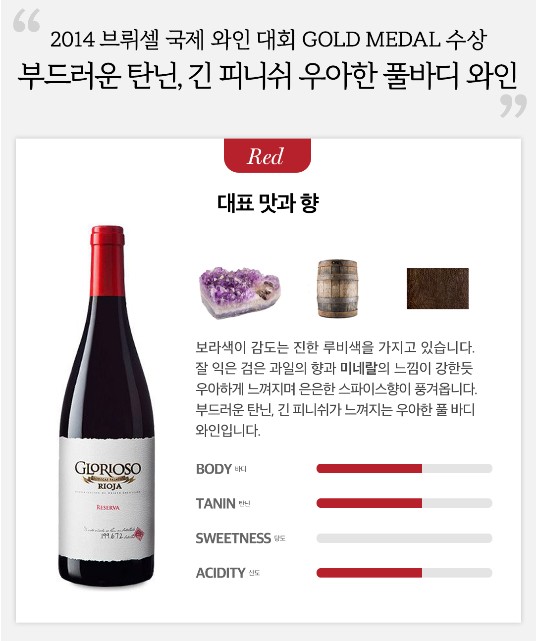 2014 브뤼셀 국제 와인 대회 GOLD MEDAL 수상
부드러운 탄닌, 긴 피니쉬 우아한 풀바디 와인
Red
대표 맛과 향
보라색이 감도는 진한 루비색을 가지고 있습니다.
잘 익은 검은 과일의 향과 미네랄의 느낌이 강한듯
우아하게 느껴지며 은은한 스파이스향이 풍겨옵니다.
부드러운 탄닌, 긴 피니쉬가 느껴지는 우아한 풀 바디
와인입니다.
GLORIOSO
RIOJA
RESERVA
BODY 바디
TANIN 탄닌
SWEETNESS 당도
ACIDITY 산도